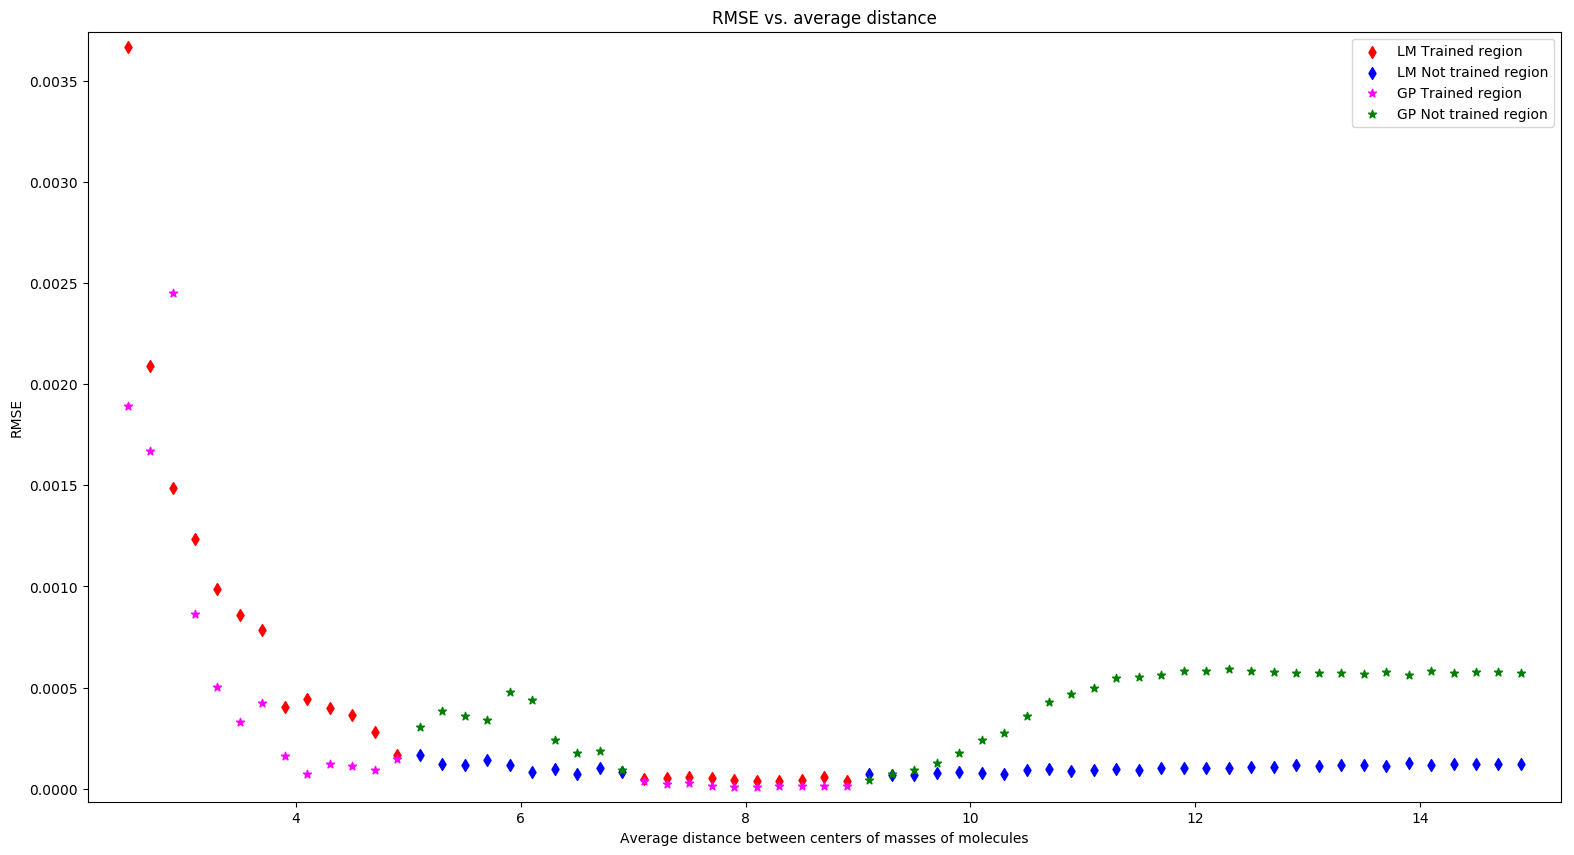 RMSE vs. average distance
LM Trained region
LM Not trained region
GP Trained region
GP Not trained region
0.0035
0.0030
0.0025
0.0020
0.0015
0.0010
0.0005
0.0000
RMSE
4
6
8
10
12
14
Average distance between centers of masses of molecules